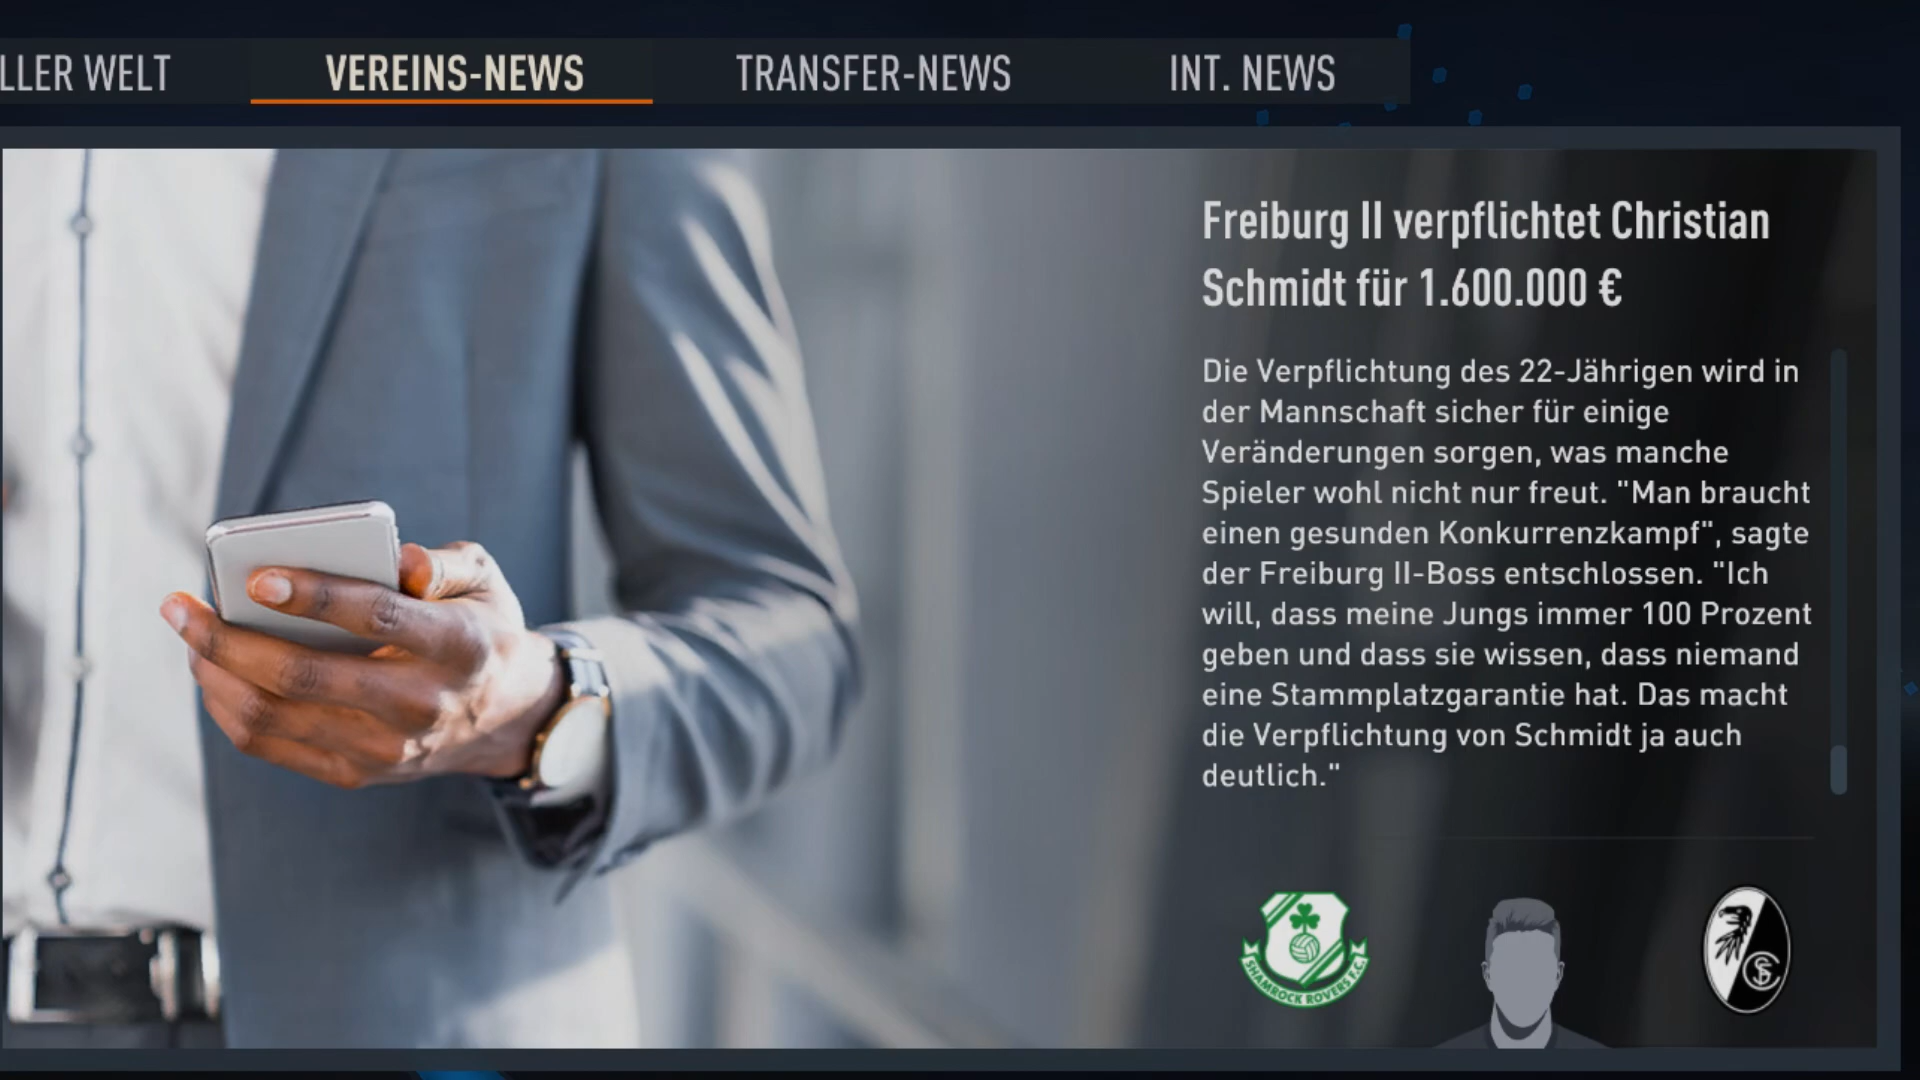 LLER WELT
VEREINS-NEWS
TRANSFER-NEWS
INT. NEWS
Freiburg II verpflichtet Christian
Schmidt für 1.600.000 €
Die Verpflichtung des 22-Jährigen wird in
der Mannschaft sicher für einige
Veränderungen sorgen, was manche
Spieler wohl nicht nur freut. "Man braucht
einen gesunden Konkurrenzkampf", sagte
der Freiburg II-Boss entschlossen. "Ich
will, dass meine Jungs immer 100 Prozent
geben und dass sie wissen, dass niemand
eine Stammplatzgarantie hat. Das macht
die Verpflichtung von Schmidt ja auch
deutlich."
SHAMROCK ROVERS F.C.
SC